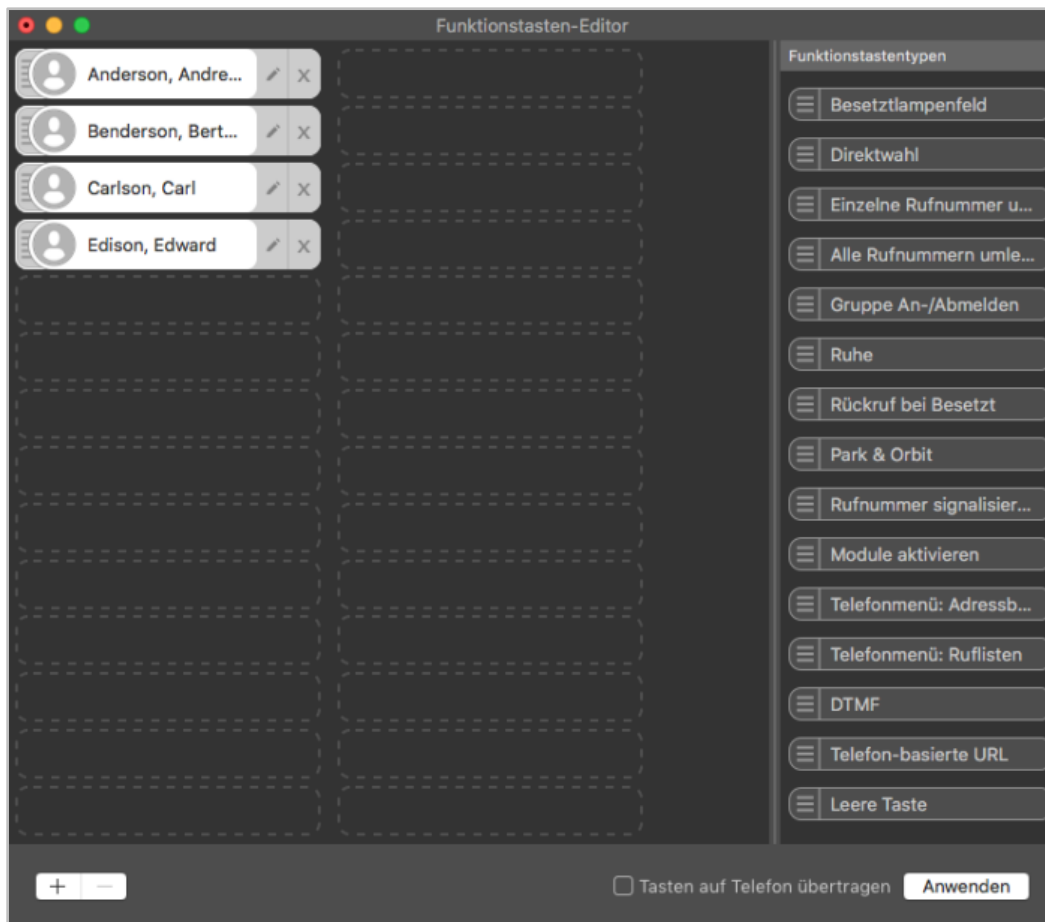 Funktionstasten-Editor
Anderson, Andre...
Benderson, Bert...
Carlson, Carl
Edison, Edward
Funktionstastentypen
Besetztlampenfeld
Direktwahl
Einzelne Rufnummer u...
Alle Rufnummern umle...
Gruppe An-/Abmelden
Ruhe
Rückruf bei Besetzt
Park & Orbit
Rufnummer signalisier...
Module aktivieren
Telefonmenü: Adressb...
Telefonmenü: Ruflisten
DTMF
Telefon-basierte URL
Leere Taste
Tasten auf Telefon übertragen
Anwenden